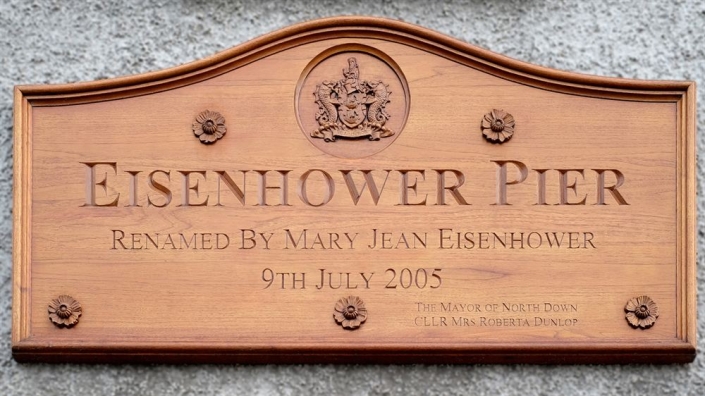 EISENHOWER PIER
RENAMED BY MARY JEAN EISENHOWER
9TH JULY 2005
THE MAYOR OF NORTH DOWN
CLLR MRS ROBERTA DUNLOP